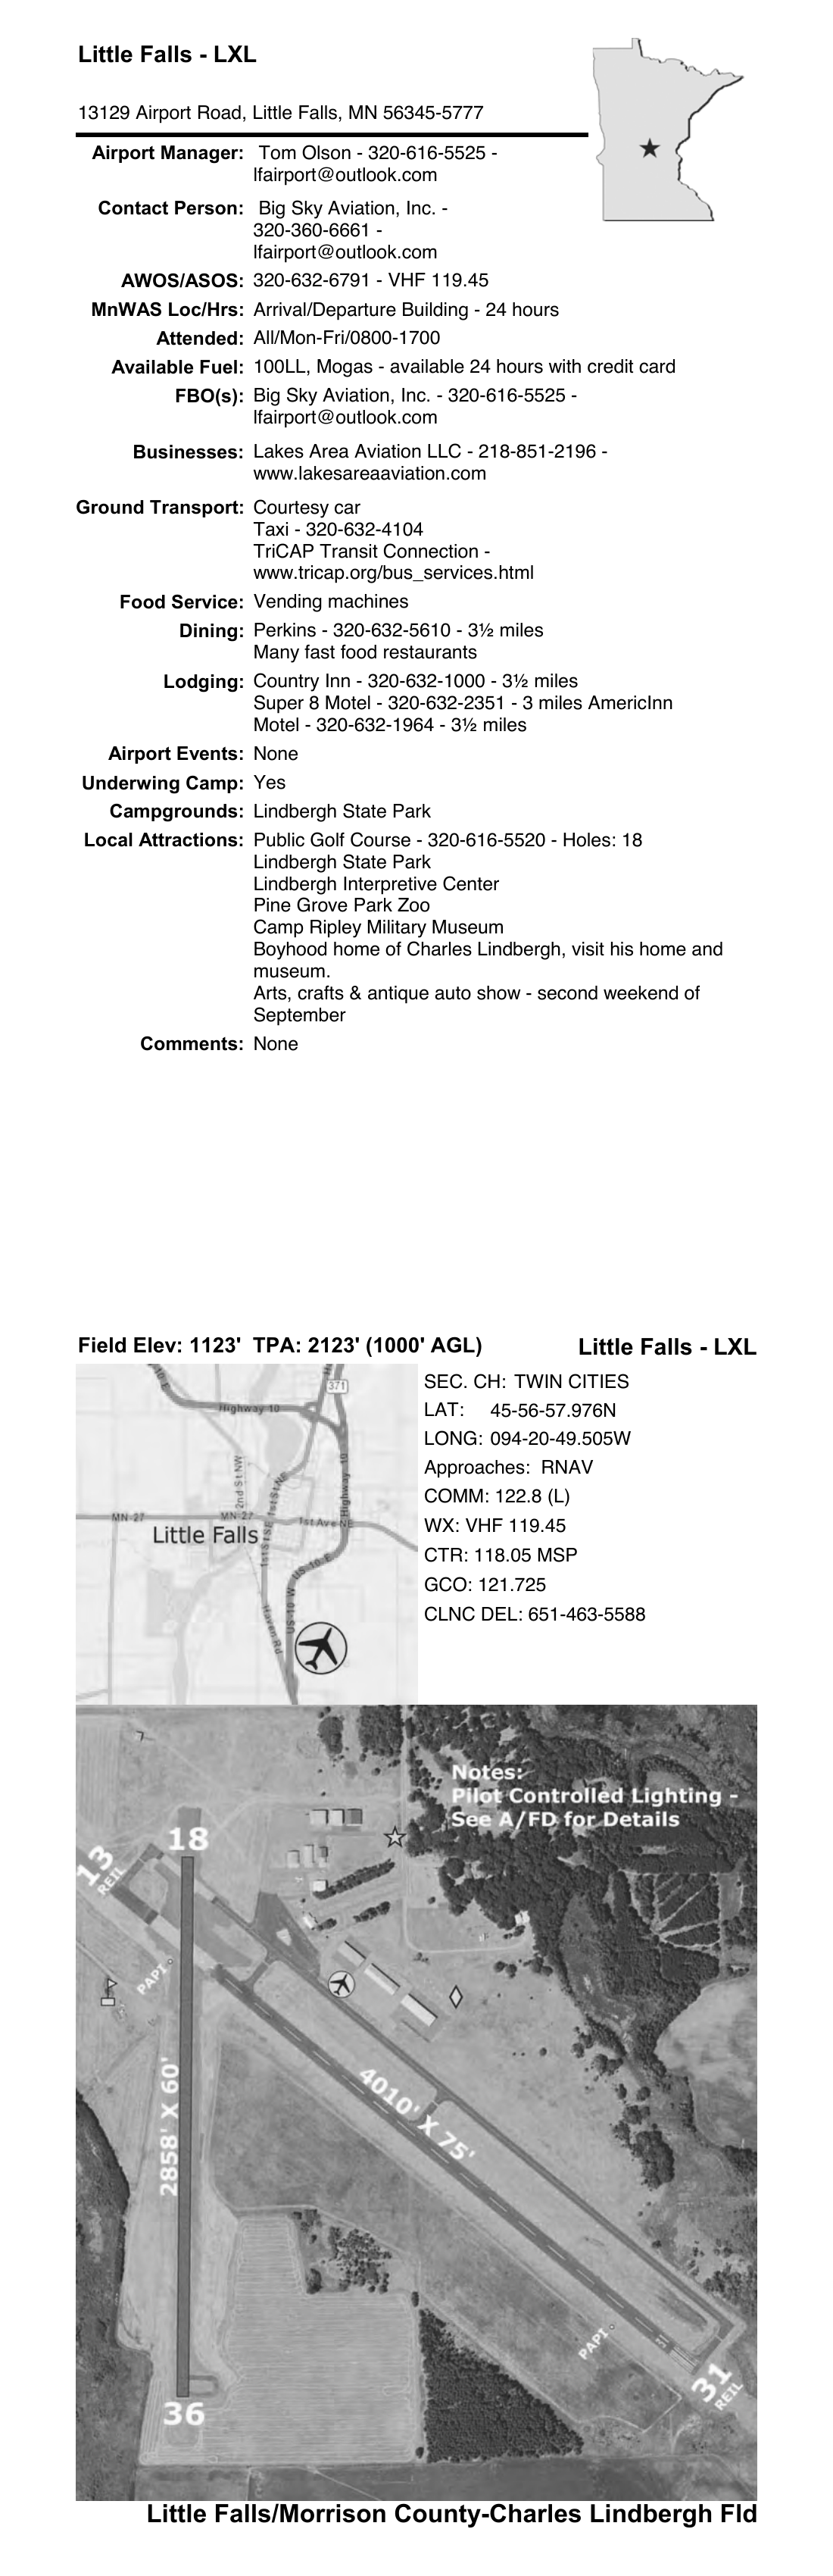 Little Falls - LXL
13129 Airport Road, Little Falls, MN 56345-5777
Airport Manager: Tom Olson - 320-616-5525 -
lfairport@outlook.com
Contact Person: Big Sky Aviation, Inc. -
320-360-6661 -
lfairport@outlook.com
AWOS/ASOS: 320-632-6791 - VHF 119.45
MnWAS Loc/Hrs: Arrival/Departure Building - 24 hours
Attended: All/Mon-Fri/0800-1700
Available Fuel: 100LL, Mogas - available 24 hours with credit card
FBO(s): Big Sky Aviation, Inc. - 320-616-5525 -
lfairport@outlook.com
Businesses: Lakes Area Aviation LLC - 218-851-2196 -
www.lakesareaaviation.com
Ground Transport: Courtesy car
Taxi - 320-632-4104
TriCAP Transit Connection -
www.tricap.org/bus_services.html
Food Service: Vending machines
Dining: Perkins - 320-632-5610 - 3½ miles
Many fast food restaurants
Lodging: Country Inn - 320-632-1000 - 3½ miles
Super 8 Motel - 320-632-2351 - 3 miles AmericInn
Motel - 320-632-1964 - 3½ miles
Airport Events: None
Underwing Camp: Yes
Campgrounds: Lindbergh State Park
Local Attractions: Public Golf Course - 320-616-5520 - Holes: 18
Lindbergh State Park
Lindbergh Interpretive Center
Pine Grove Park Zoo
Camp Ripley Military Museum
Boyhood home of Charles Lindbergh, visit his home and
museum.
Arts, crafts & antique auto show - second weekend of
September
Comments: None
Field Elev: 1123' TPA: 2123' (1000' AGL) Little Falls - LXL
SEC. CH: TWIN CITIES
LAT: 45-56-57.976N
LONG: 094-20-49.505W
Approaches: RNAV
COMM: 122.8 (L)
WX: VHF 119.45
CTR: 118.05 MSP
GCO: 121.725
CLNC DEL: 651-463-5588
10 E
371
Highway 10
2nd St NW
1st St NE
Highway 10
MN 27
MN-27
1st Ave NE
Little Falls
1st St SE
US-10 E
US-10 W
Haven Rd
Notes:
Pilot Controlled Lighting -
See A/FD for Details
18
13
REIL
PAPI
2858' X 60'
4010' X 75'
PAPI
31
31
REIL
36
Little Falls/Morrison County-Charles Lindbergh Fld